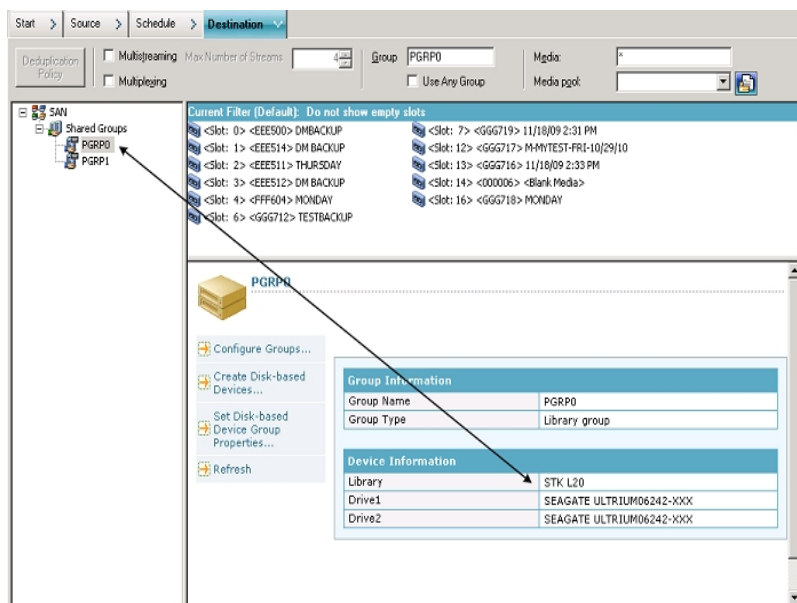 Start > Source > Schedule > Destination
Deduplication Policy
Multistreaming Max Number of Streams 4 Group PGRP0 Media: *
Multiplexing Use Any Group Media pool:
SAN
Shared Groups
PGRP0
PGRP1
Current Filter (Default): Do not show empty slots
<Slot: 0> <EEE500> DMBACKUP
<Slot: 1> <EEE514> DM BACKUP
<Slot: 2> <EEE511> THURSDAY
<Slot: 3> <EEE512> DM BACKUP
<Slot: 4> <FFF604> MONDAY
<Slot: 6> <GGG712> TESTBACKUP
<Slot: 7> <GGG719> 11/18/09 2:31 PM
<Slot: 12> <GGG717> M-MYTEST-FRI-10/29/10
<Slot: 13> <GGG716> 11/18/09 2:33 PM
<Slot: 14> <000006> <Blank Media>
<Slot: 16> <GGG718> MONDAY
PGRP0
Configure Groups...
Create Disk-based
Devices...
Set Disk-based
Device Group
Properties...
Refresh
Group Information
Group Name PGRP0
Group Type Library group
Device Information
Library STK L20
Drive1 SEAGATE ULTRIUM06242-XXX
Drive2 SEAGATE ULTRIUM06242-XXX